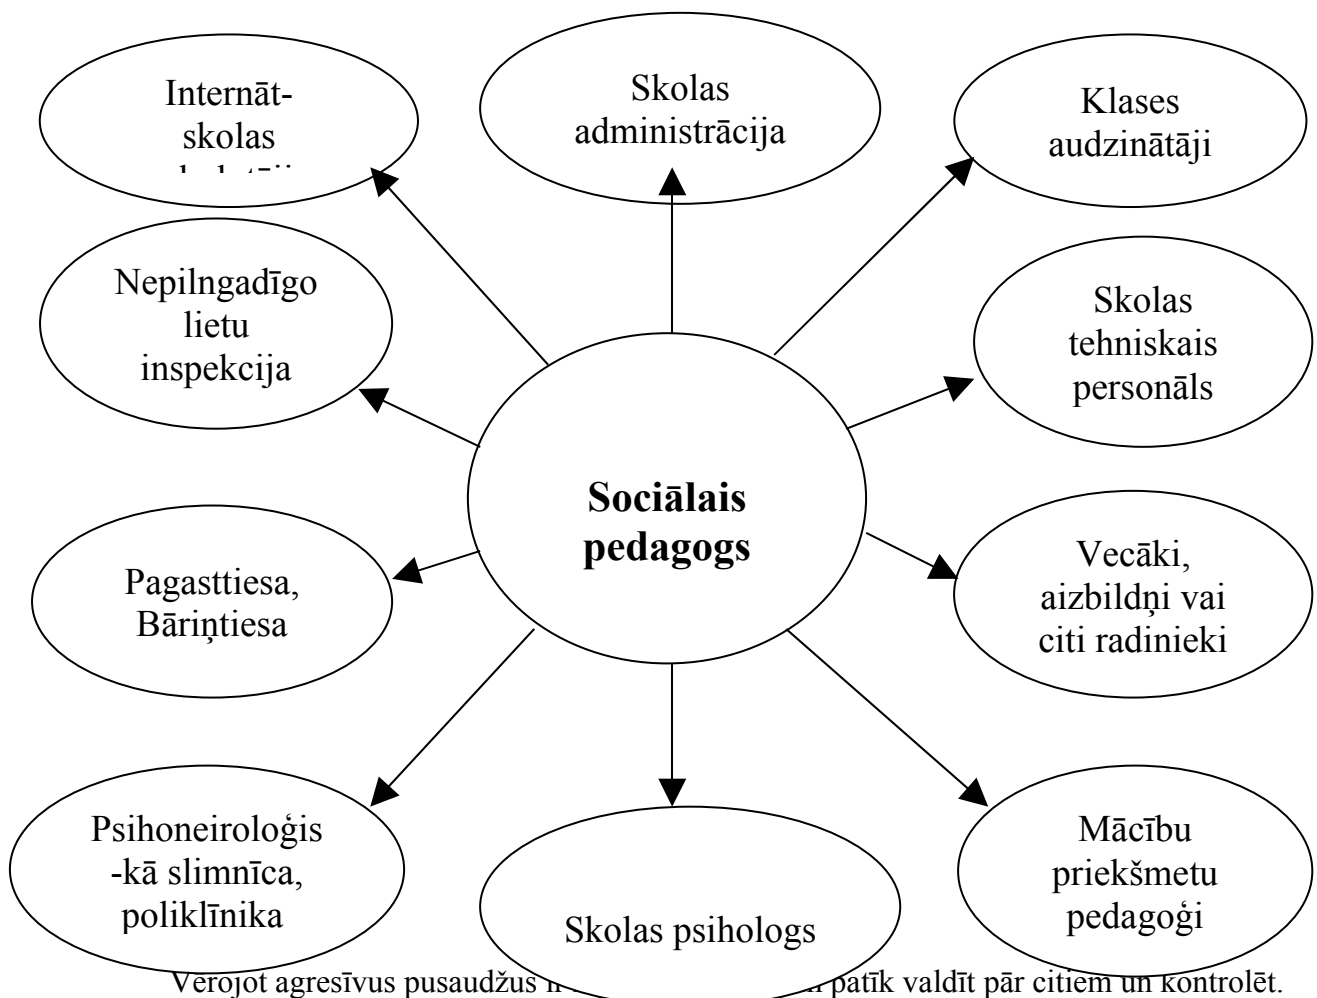 Internāt-
skolas
Skolas
administrācija
Klases
audzinātāji
Nepilngadīgo
lietu
inspekcija
Skolas
tehniskais
personāls
Sociālais
pedagogs
Pagasttiesa,
Bāriņtiesa
Vecāki,
aizbildņi vai
citi radinieki
Psihoneiroloģis
-kā slimnīca,
poliklīnika
Skolas psihologs
Mācību
priekšmetu
pedagoģi
Vērojot agresīvus pusaudžus patīk valdīt pār citiem un kontrolēt.